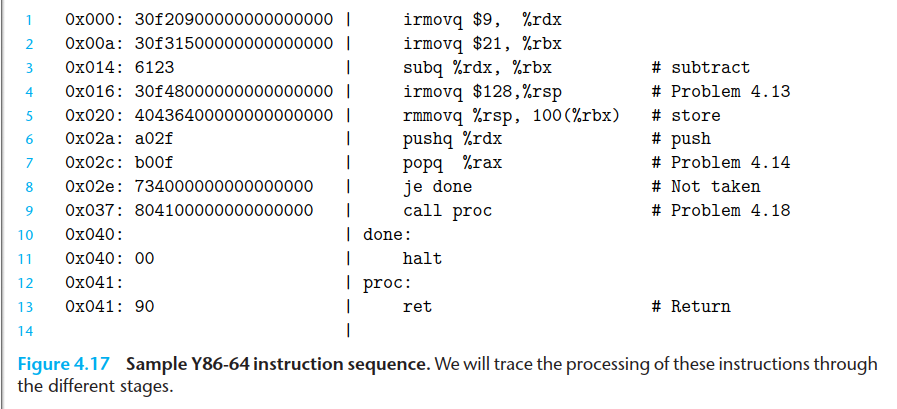 1 0x000: 30f20900000000000000 | irmovq $9, %rdx
2 0x00a: 30f31500000000000000 | irmovq $21, %rbx
3 0x014: 6123 | subq %rdx, %rbx # subtract
4 0x016: 30f48000000000000000 | irmovq $128,%rsp # Problem 4.13
5 0x020: 40436400000000000000 | rmmovq %rsp, 100(%rbx) # store
6 0x02a: a02f | pushq %rdx # push
7 0x02c: b00f | popq %rax # Problem 4.14
8 0x02e: 734000000000000000 | je done # Not taken
9 0x037: 804100000000000000 | call proc # Problem 4.18
10 0x040: | done:
11 0x040: 00 | halt
12 0x041: | proc:
13 0x041: 90 | ret # Return
14 |
Figure 4.17 Sample Y86-64 instruction sequence. We will trace the processing of these instructions through
the different stages.